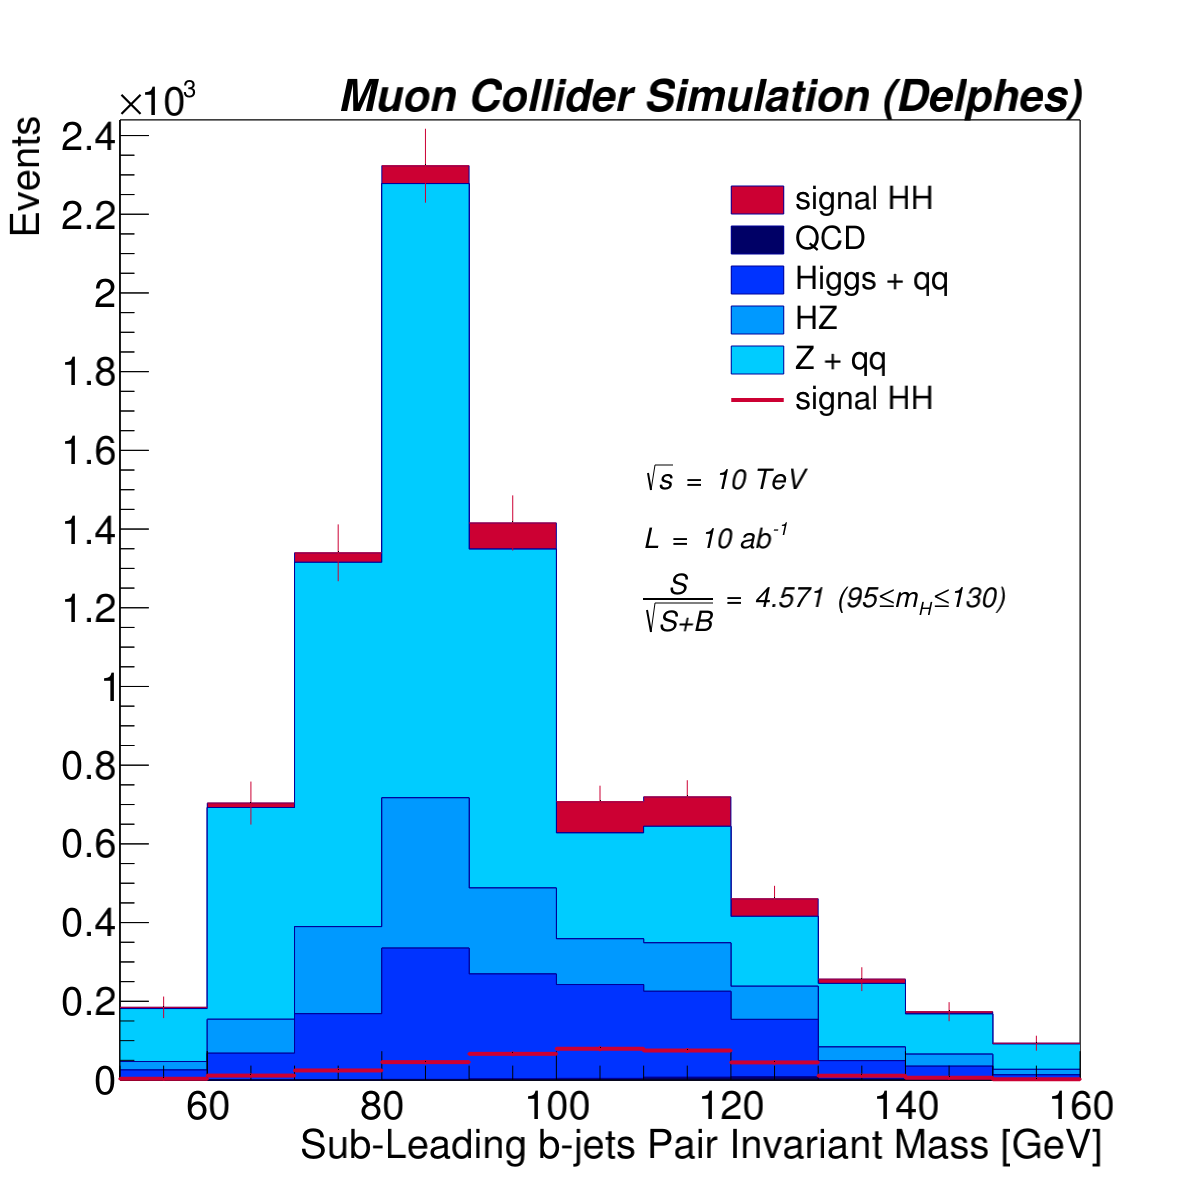 Muon Collider Simulation (Delphes)
×10³
Events
2.4
2.2
2
1.8
1.6
1.4
1.2
1
0.8
0.6
0.4
0.2
0
signal HH
QCD
Higgs + qq
HZ
Z + qq
signal HH
√s = 10 TeV
L = 10 ab⁻¹
S
√S+B = 4.571 (95≤m_H≤130)
60 80 100 120 140 160
Sub-Leading b-jets Pair Invariant Mass [GeV]